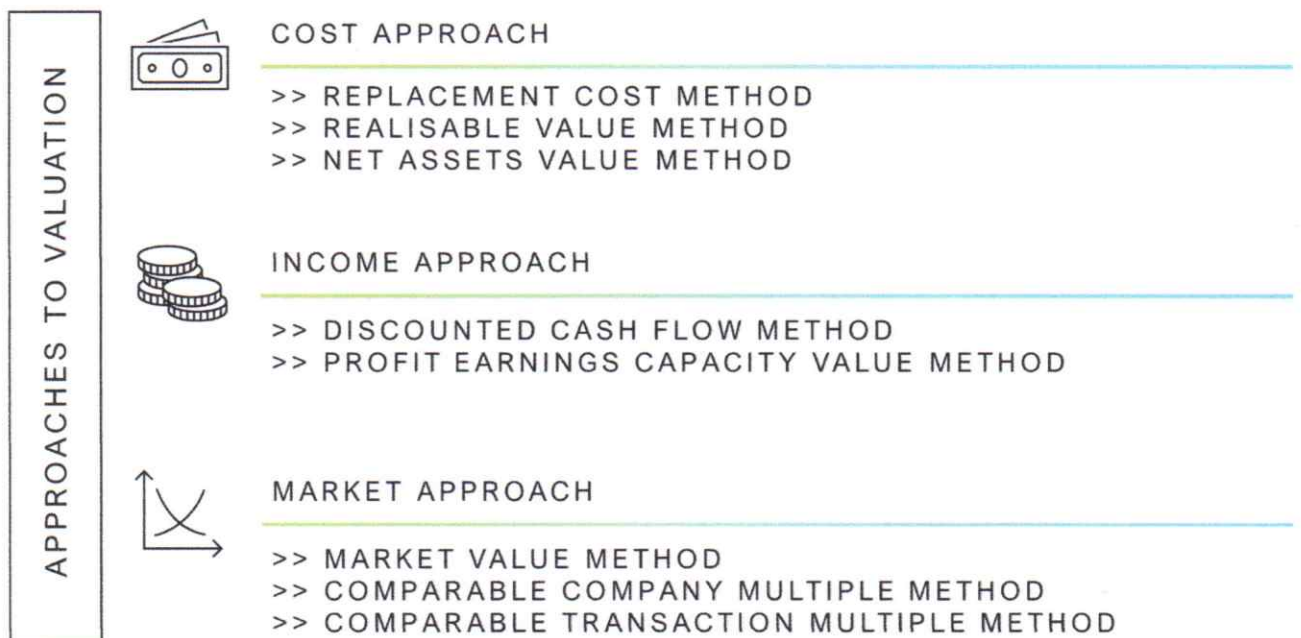 APPROACHES TO VALUATION
COST APPROACH
>> REPLACEMENT COST METHOD
>> REALISABLE VALUE METHOD
>> NET ASSETS VALUE METHOD
INCOME APPROACH
>> DISCOUNTED CASH FLOW METHOD
>> PROFIT EARNINGS CAPACITY VALUE METHOD
MARKET APPROACH
>> MARKET VALUE METHOD
>> COMPARABLE COMPANY MULTIPLE METHOD
>> COMPARABLE TRANSACTION MULTIPLE METHOD